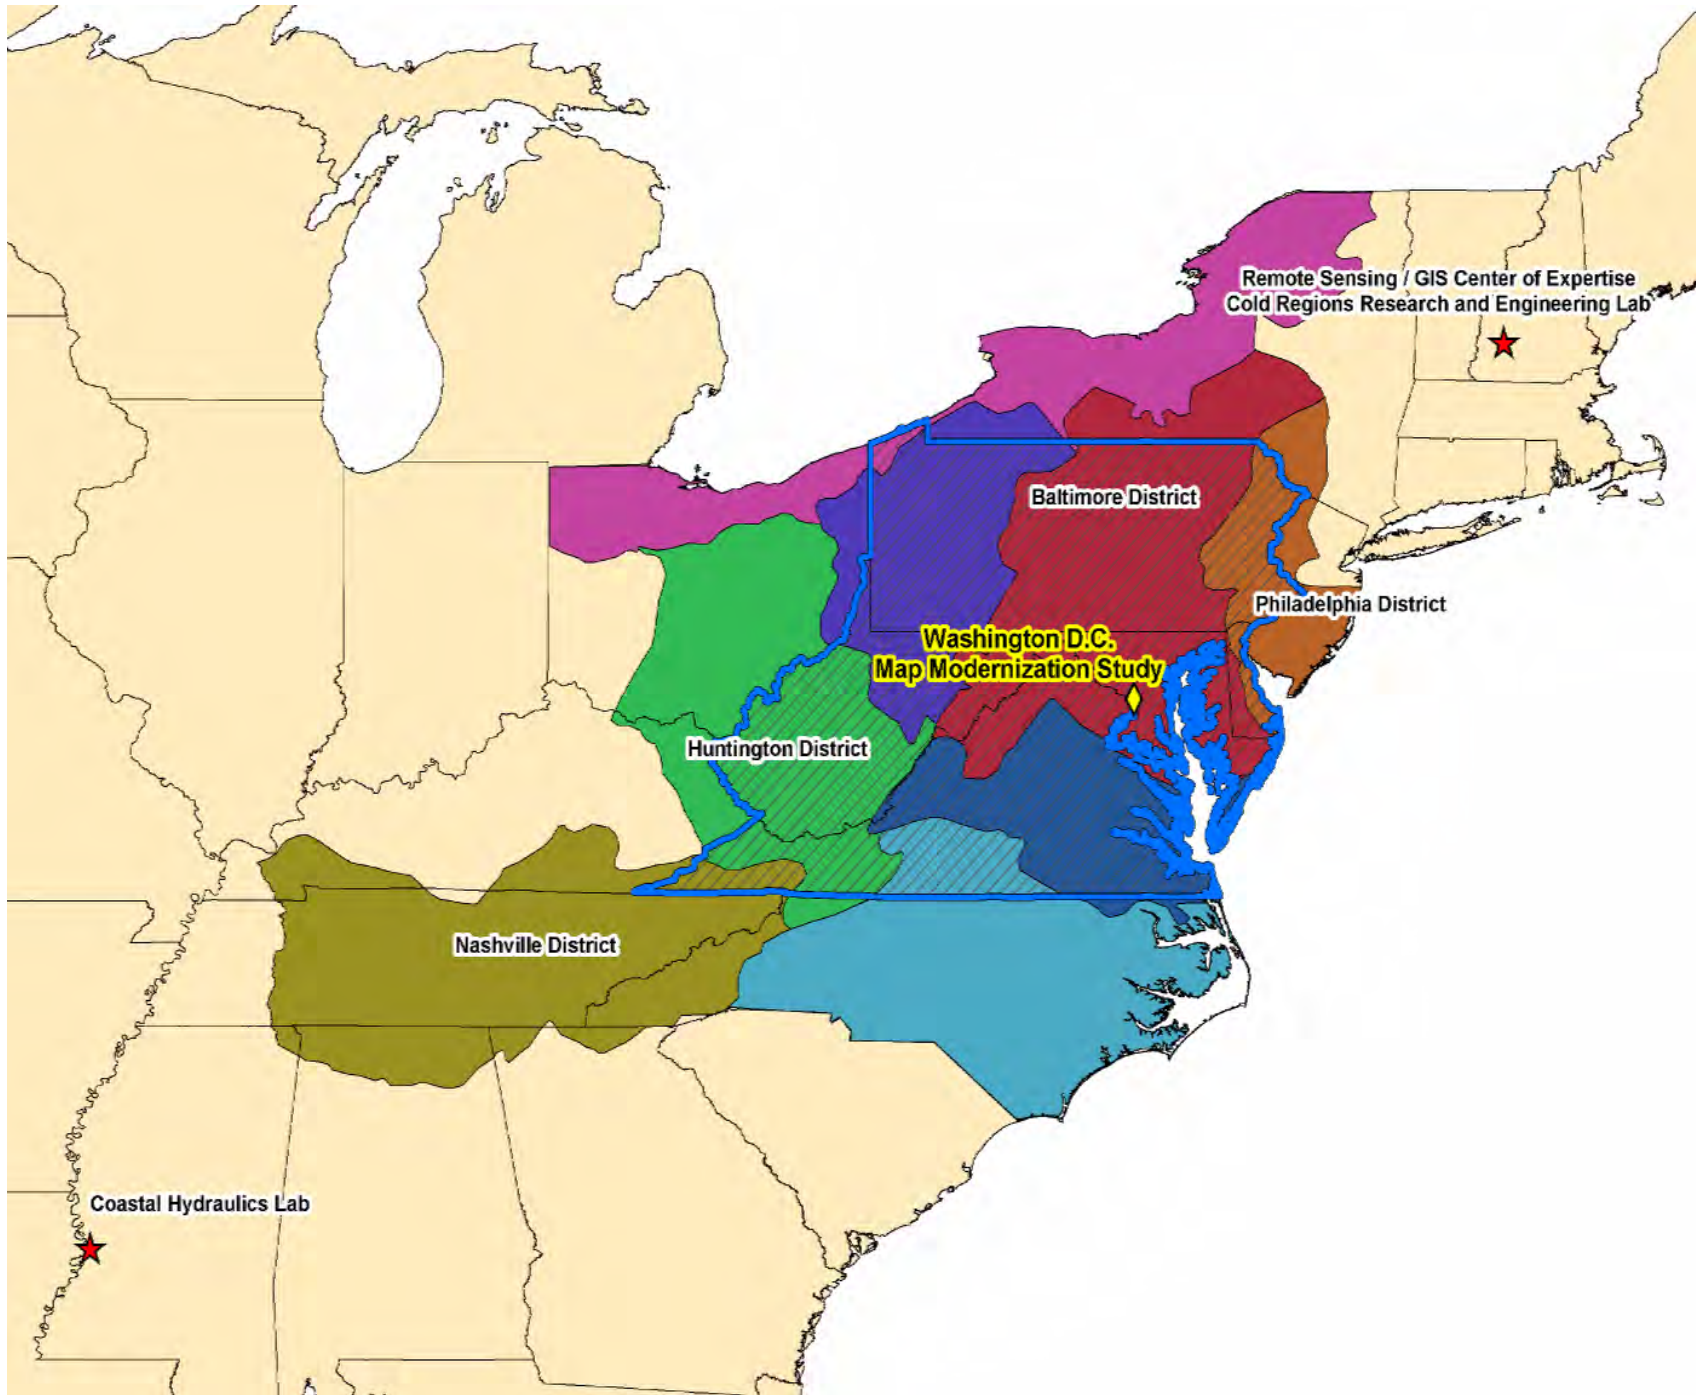 Remote Sensing / GIS Center of Expertise
Cold Regions Research and Engineering Lab
Baltimore District
Philadelphia District
Washington D.C.
Map Modernization Study
Huntington District
Nashville District
Coastal Hydraulics Lab